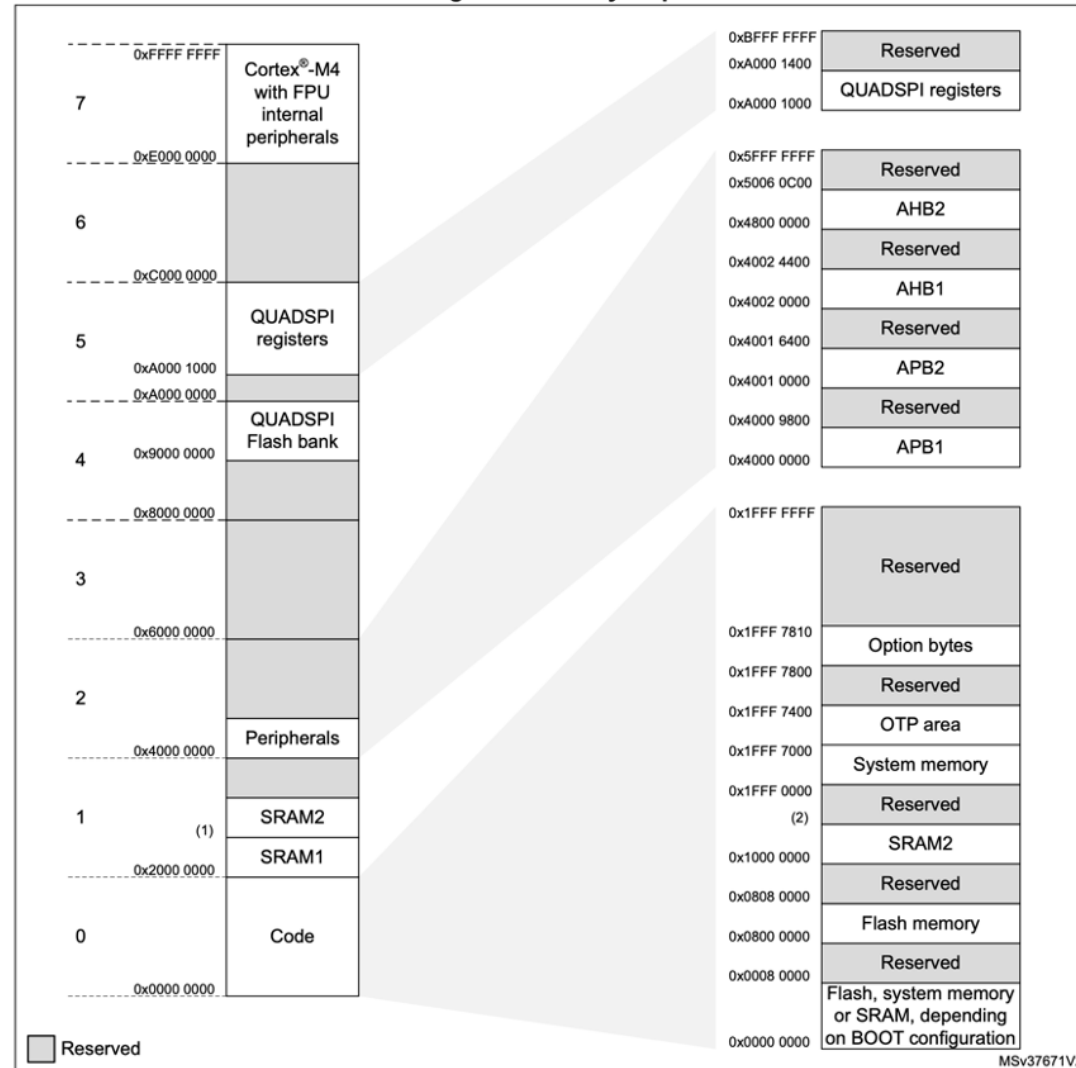 0xFFFF FFFF
Cortex®-M4
with FPU
internal
peripherals
7
0xE000 0000
6
0xC000 0000
QUADSPI
registers
5
0xA000 1000
0xA000 0000
QUADSPI
Flash bank
4
0x9000 0000
0x8000 0000
3
0x6000 0000
2
Peripherals
0x4000 0000
1
SRAM2
(1)
SRAM1
0x2000 0000
0
Code
0x0000 0000
Reserved
0xBFFF FFFF
Reserved
0xA000 1400
QUADSPI registers
0xA000 1000
0x5FFF FFFF
Reserved
0x5006 0C00
AHB2
0x4800 0000
Reserved
0x4002 4400
AHB1
0x4002 0000
Reserved
0x4001 6400
APB2
0x4001 0000
Reserved
0x4000 9800
APB1
0x4000 0000
0x1FFF FFFF
Reserved
0x1FFF 7810
Option bytes
0x1FFF 7800
Reserved
0x1FFF 7400
OTP area
0x1FFF 7000
System memory
0x1FFF 0000
Reserved
(2)
SRAM2
0x1000 0000
Reserved
0x0808 0000
Flash memory
0x0800 0000
Reserved
0x0008 0000
Flash, system memory
or SRAM, depending
on BOOT configuration
0x0000 0000